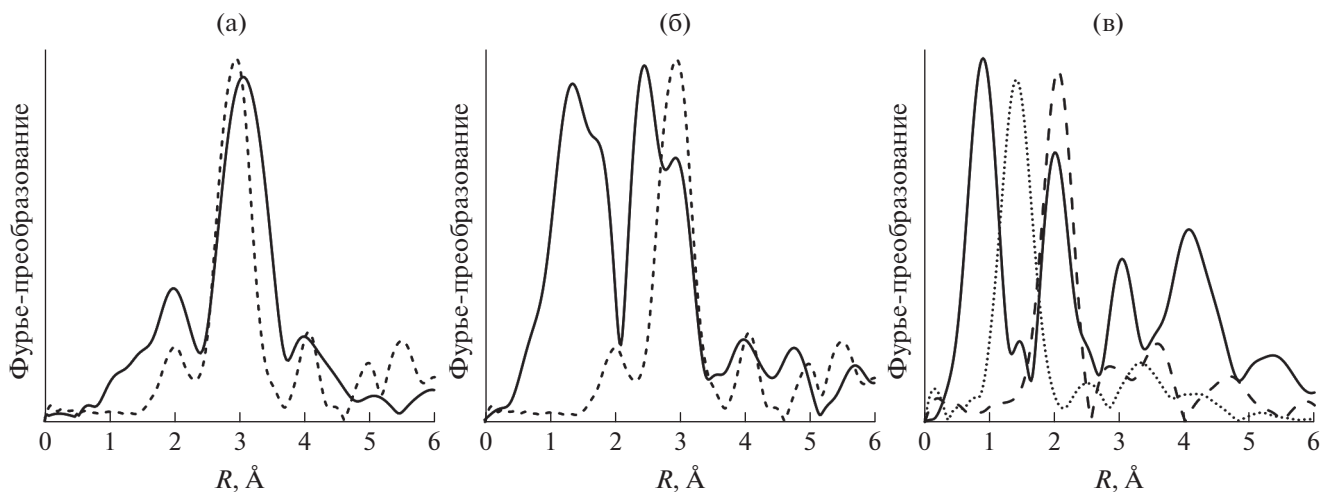 (а)
(б)
(в)
Фурье-преобразование
Фурье-преобразование
Фурье-преобразование
0 1 2 3 4 5 6
0 1 2 3 4 5 6
0 1 2 3 4 5 6
R, Å
R, Å
R, Å